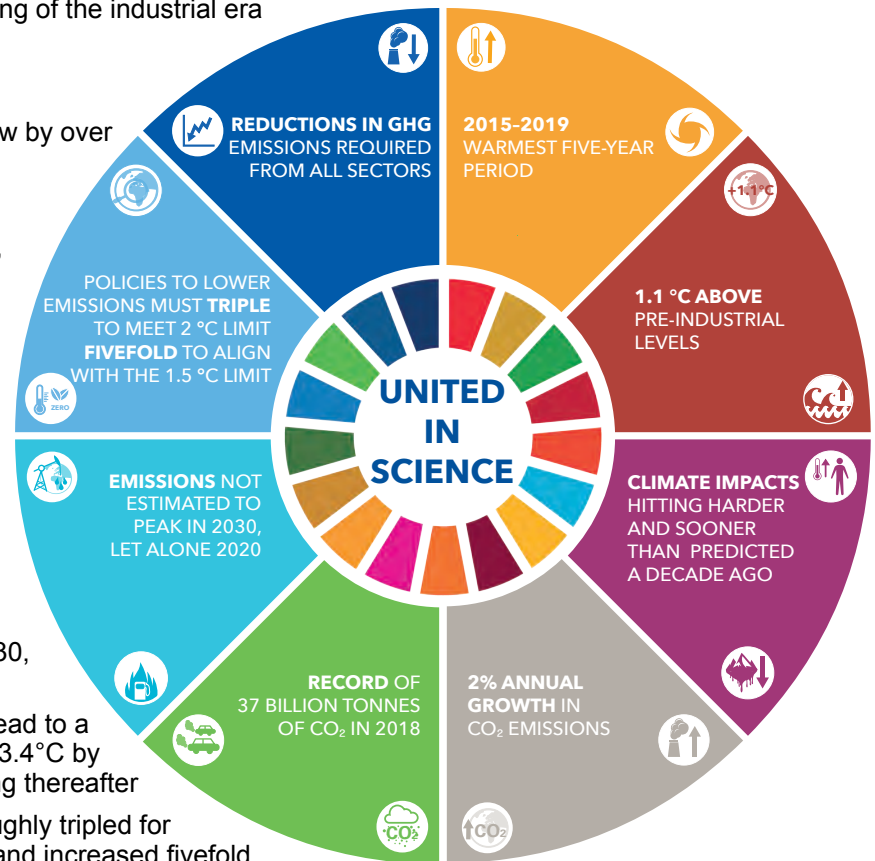 ng of the industrial era
w by over
30,
ead to a
3.4°C by
ng thereafter
ughly tripled for
and increased fivefold
REDUCTIONS IN GHG
EMISSIONS REQUIRED
FROM ALL SECTORS
2015–2019
WARMEST FIVE-YEAR
PERIOD
+1.1°C
1.1 °C ABOVE
PRE-INDUSTRIAL
LEVELS
CLIMATE IMPACTS
HITTING HARDER
AND SOONER
THAN PREDICTED
A DECADE AGO
2% ANNUAL
GROWTH IN
CO₂ EMISSIONS
CO₂
RECORD OF
37 BILLION TONNES
OF CO₂ IN 2018
CO₂
EMISSIONS NOT
ESTIMATED TO
PEAK IN 2030,
LET ALONE 2020
POLICIES TO LOWER
EMISSIONS MUST TRIPLE
TO MEET 2 °C LIMIT
FIVEFOLD TO ALIGN
WITH THE 1.5 °C LIMIT
ZERO
UNITED
IN
SCIENCE